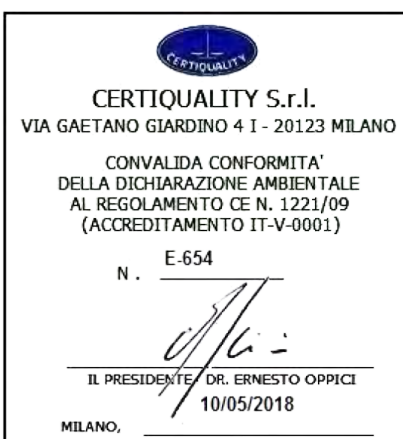 CERTIQUALITY
CERTIQUALITY S.r.l.
VIA GAETANO GIARDINO 4 I - 20123 MILANO
CONVALIDA CONFORMITA'
DELLA DICHIARAZIONE AMBIENTALE
AL REGOLAMENTO CE N. 1221/09
(ACCREDITAMENTO IT-V-0001)
N. E-654
IL PRESIDENTE DR. ERNESTO OPPICI
10/05/2018
MILANO,